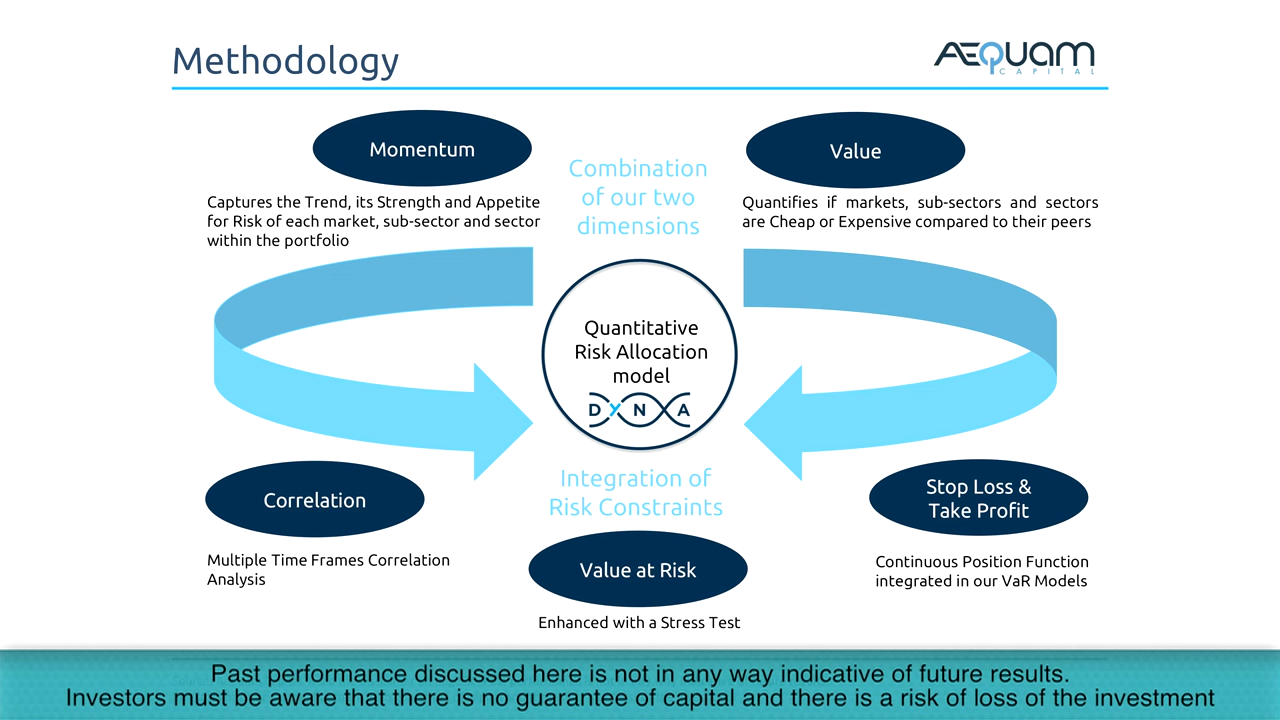 Methodology
AEQUAM
CAPITAL
Momentum
Value
Combination
of our two
dimensions
Captures the Trend, its Strength and Appetite
for Risk of each market, sub-sector and sector
within the portfolio
Quantifies if markets, sub-sectors and sectors
are Cheap or Expensive compared to their peers
Quantitative
Risk Allocation
model
DYNA
Integration of
Risk Constraints
Correlation
Stop Loss &
Take Profit
Value at Risk
Multiple Time Frames Correlation
Analysis
Continuous Position Function
integrated in our VaR Models
Enhanced with a Stress Test
Past performance discussed here is not in any way indicative of future results.
Investors must be aware that there is no guarantee of capital and there is a risk of loss of the investment